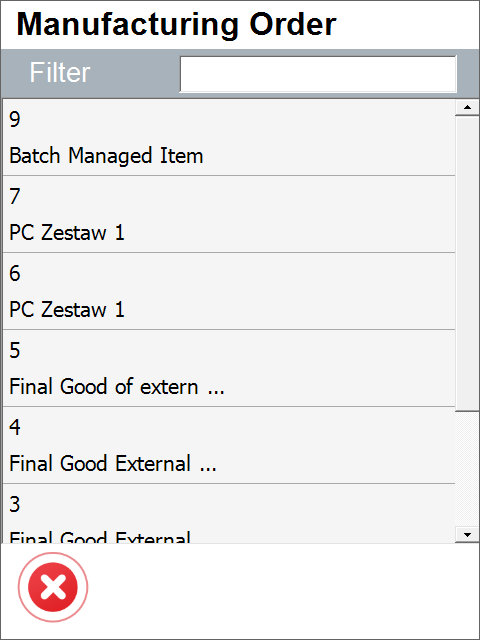 Manufacturing Order
Filter
9
Batch Managed Item
7
PC Zestaw 1
6
PC Zestaw 1
5
Final Good of extern ...
4
Final Good External ...
3
Final Good External